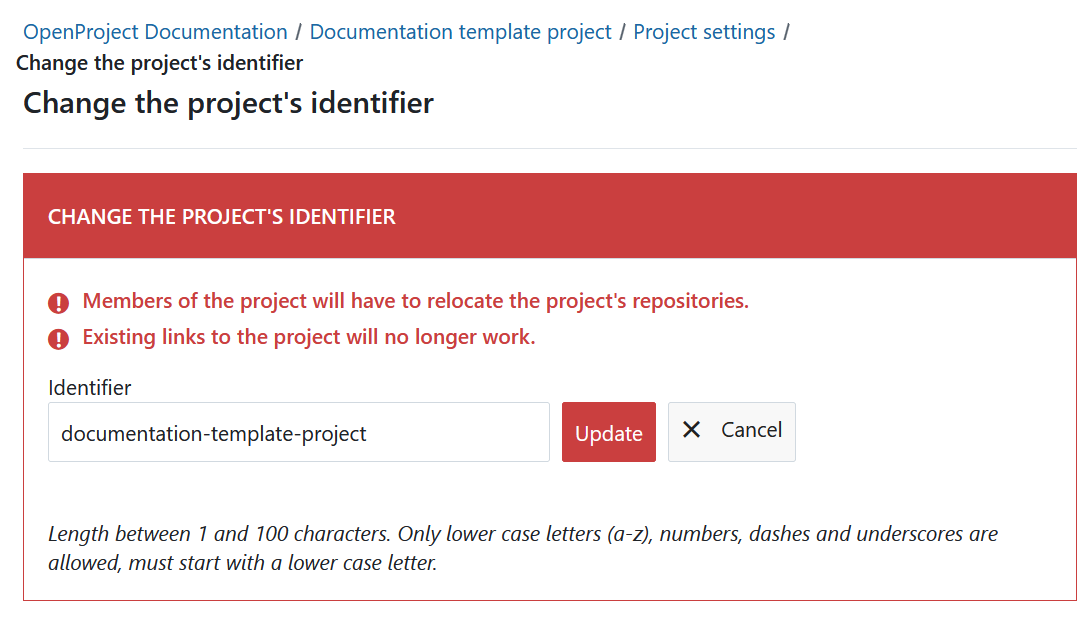 OpenProject Documentation / Documentation template project / Project settings /
Change the project's identifier
Change the project's identifier
CHANGE THE PROJECT'S IDENTIFIER
Members of the project will have to relocate the project's repositories.
Existing links to the project will no longer work.
Identifier
documentation-template-project Update Cancel
Length between 1 and 100 characters. Only lower case letters (a-z), numbers, dashes and underscores are
allowed, must start with a lower case letter.